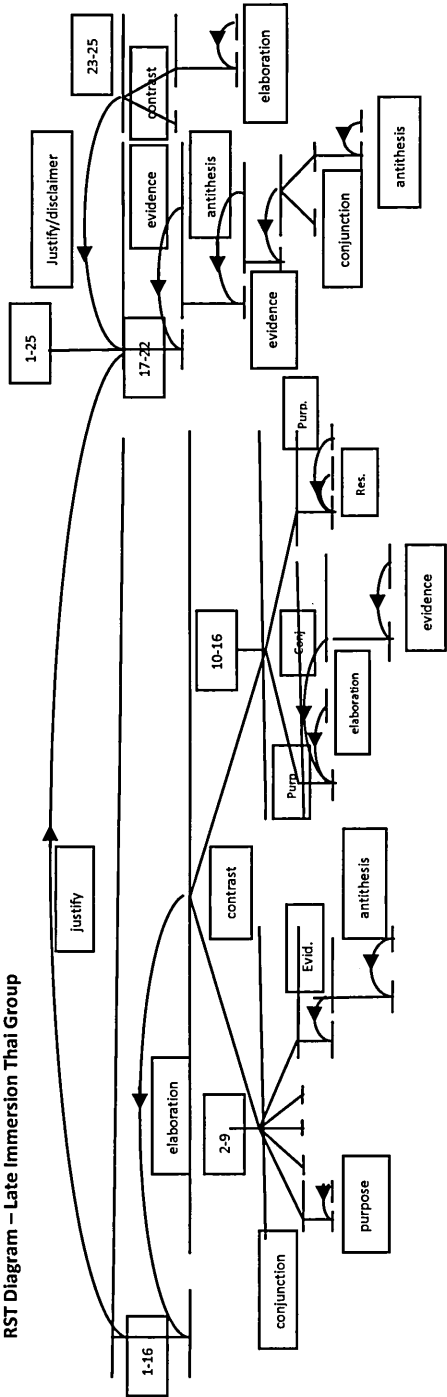 RST Diagram – Late Immersion Thai Group
1-25
justify
Justify/disclaimer
1-16
17-22
23-25
elaboration
evidence
contrast
contrast
antithesis
elaboration
conjunction
2-9
10-16
evidence
purpose
Evid.
Purp
Conj
Purp.
conjunction
antithesis
elaboration
Res.
antithesis
evidence